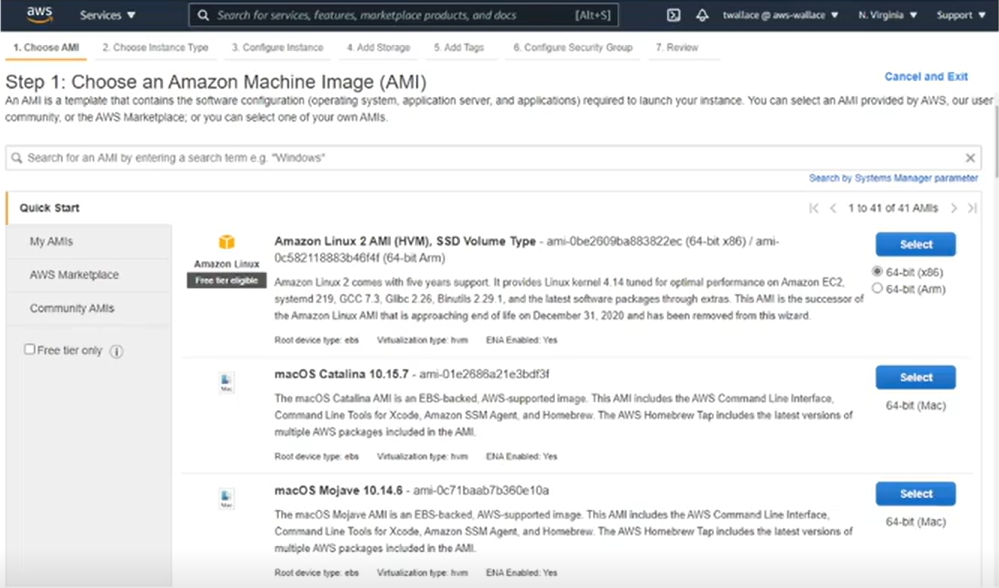 aws Services Search for services, features, marketplace products, and docs [Alt+S] twallace @ aws-wallace N. Virginia Support
1. Choose AMI 2. Choose Instance Type 3. Configure Instance 4. Add Storage 5. Add Tags 6. Configure Security Group 7. Review
Step 1: Choose an Amazon Machine Image (AMI)
Cancel and Exit
An AMI is a template that contains the software configuration (operating system, application server, and applications) required to launch your instance. You can select an AMI provided by AWS, our user
community, or the AWS Marketplace; or you can select one of your own AMIs.
Search for an AMI by entering a search term e.g. "Windows"
Search by Systems Manager parameter
Quick Start
1 to 41 of 41 AMIs
My AMIs
AWS Marketplace
Community AMIs
Free tier only
Amazon Linux
Free tier eligible
Amazon Linux 2 AMI (HVM), SSD Volume Type - ami-0be2609ba883822ec (64-bit x86) / ami-
0c582118883b46f4f (64-bit Arm)
Amazon Linux 2 comes with five years support. It provides Linux kernel 4.14 tuned for optimal performance on Amazon EC2,
systemd 219, GCC 7.3, Glibc 2.26, Binutils 2.29.1, and the latest software packages through extras. This AMI is the successor of
the Amazon Linux AMI that is approaching end of life on December 31, 2020 and has been removed from this wizard.
Root device type: ebs Virtualization type: hvm ENA Enabled: Yes
Select
64-bit (x86)
64-bit (Arm)
Mac
macOS Catalina 10.15.7 - ami-01e2686a21e3bdf3f
The macOS Catalina AMI is an EBS-backed, AWS-supported image. This AMI includes the AWS Command Line Interface,
Command Line Tools for Xcode, Amazon SSM Agent, and Homebrew. The AWS Homebrew Tap includes the latest versions of
multiple AWS packages included in the AMI.
Root device type: ebs Virtualization type: hvm ENA Enabled: Yes
Select
64-bit (Mac)
Mac
macOS Mojave 10.14.6 - ami-0c71baab7b360e10a
The macOS Mojave AMI is an EBS-backed, AWS-supported image. This AMI includes the AWS Command Line Interface,
Command Line Tools for Xcode, Amazon SSM Agent, and Homebrew. The AWS Homebrew Tap includes the latest versions of
multiple AWS packages included in the AMI.
Root device type: ebs Virtualization type: hvm ENA Enabled: Yes
Select
64-bit (Mac)